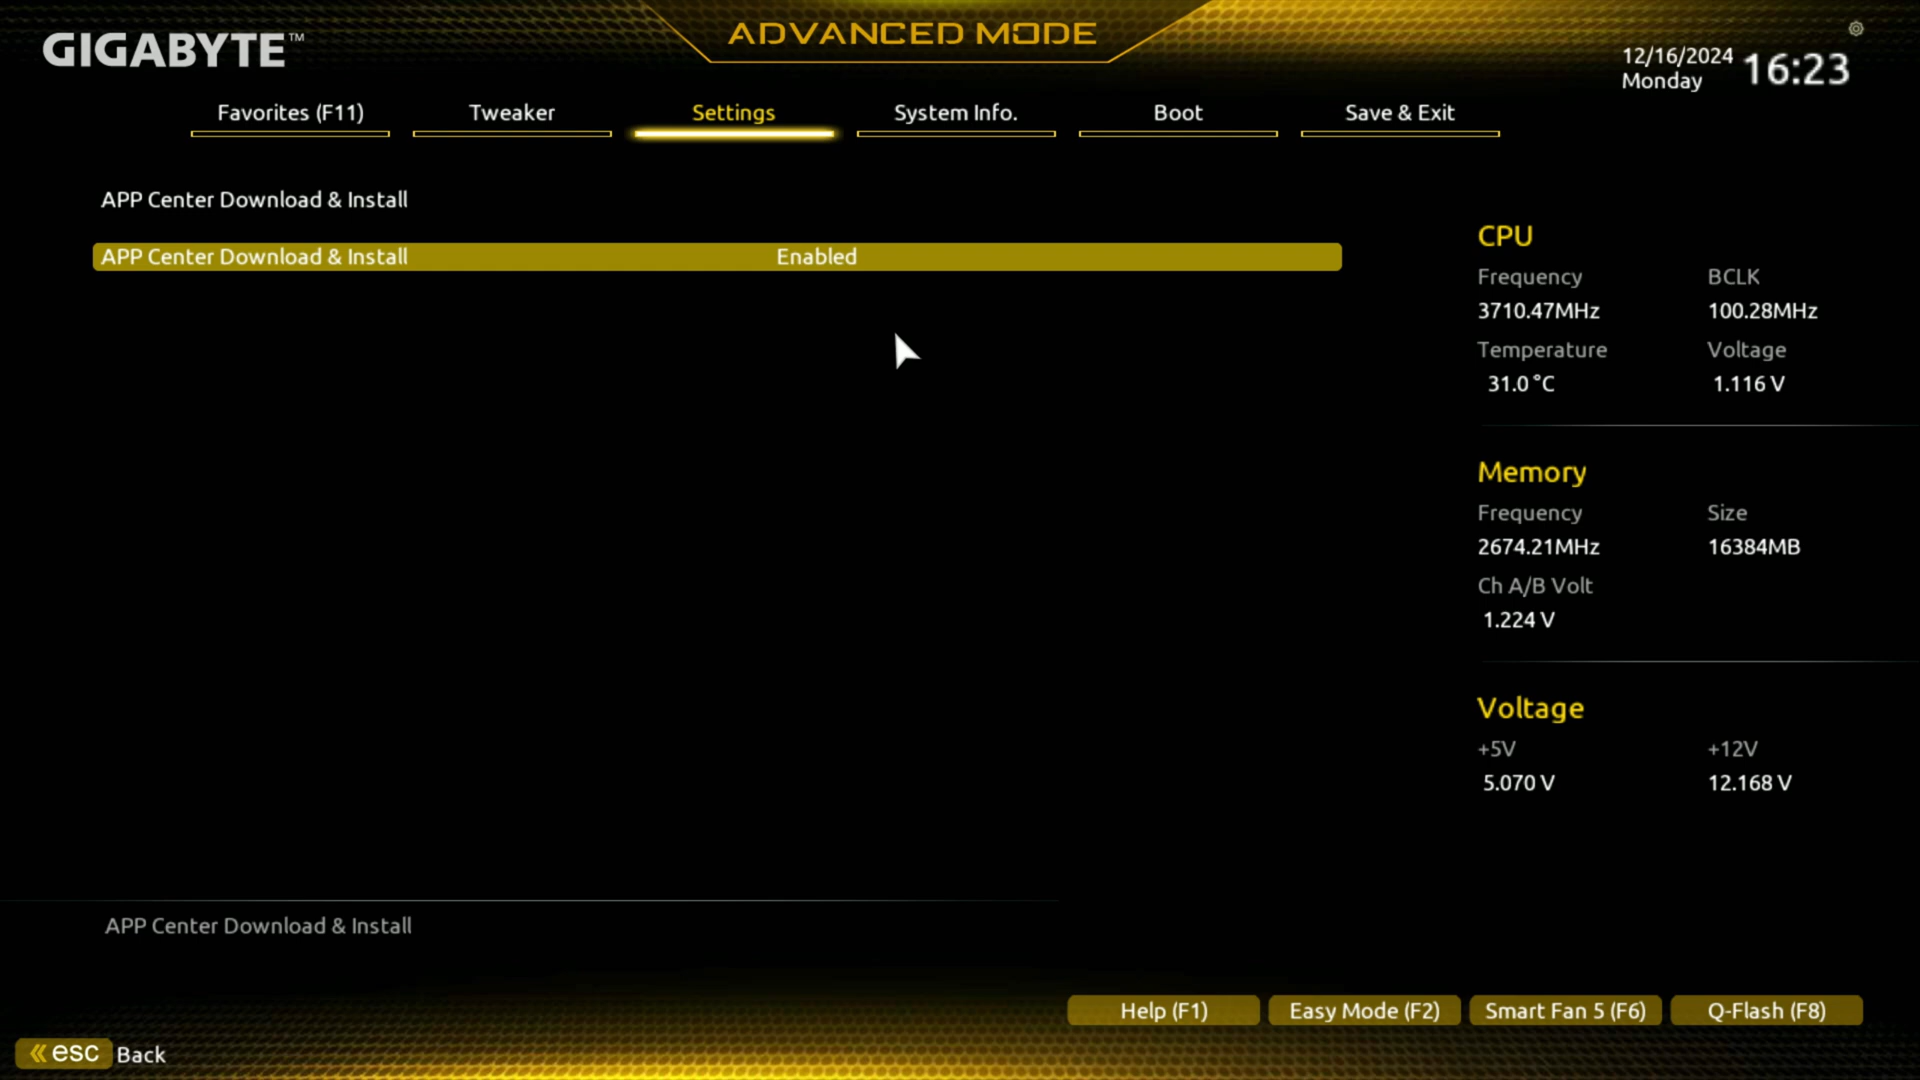 GIGABYTE™
ADVANCED MODE
12/16/2024
Monday
16:23
Favorites (F11)
Tweaker
Settings
System Info.
Boot
Save & Exit
APP Center Download & Install
APP Center Download & Install Enabled
CPU
Frequency BCLK
3710.47MHz 100.28MHz
Temperature Voltage
31.0 °C 1.116 V
Memory
Frequency Size
2674.21MHz 16384MB
Ch A/B Volt
1.224 V
Voltage
+5V +12V
5.070 V 12.168 V
APP Center Download & Install
Help (F1)
Easy Mode (F2)
Smart Fan 5 (F6)
Q-Flash (F8)
«esc Back